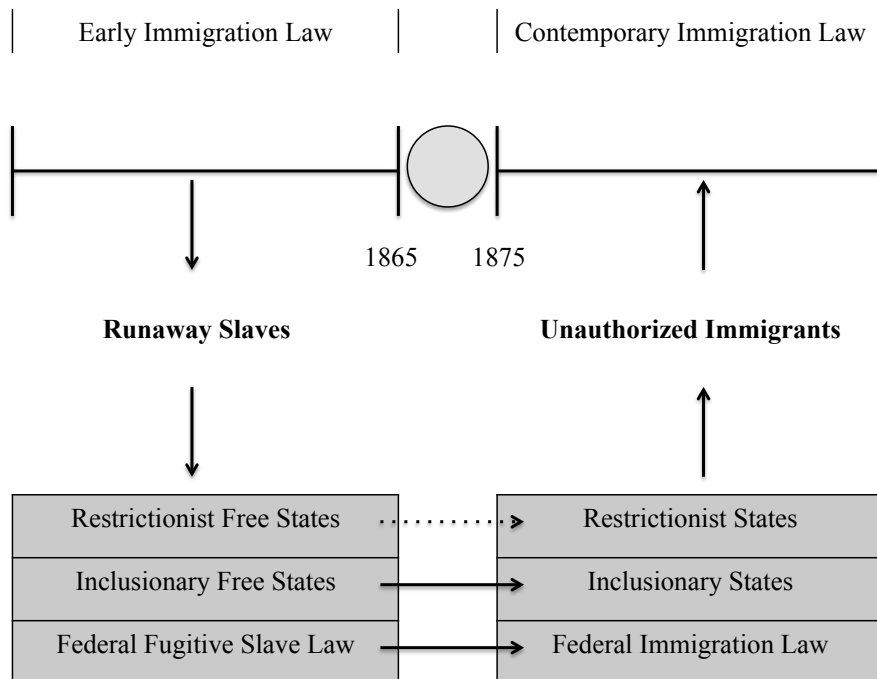 Early Immigration Law
Contemporary Immigration Law
1865
1875
Runaway Slaves
Unauthorized Immigrants
Restrictionist Free States
Restrictionist States
Inclusionary Free States
Inclusionary States
Federal Fugitive Slave Law
Federal Immigration Law